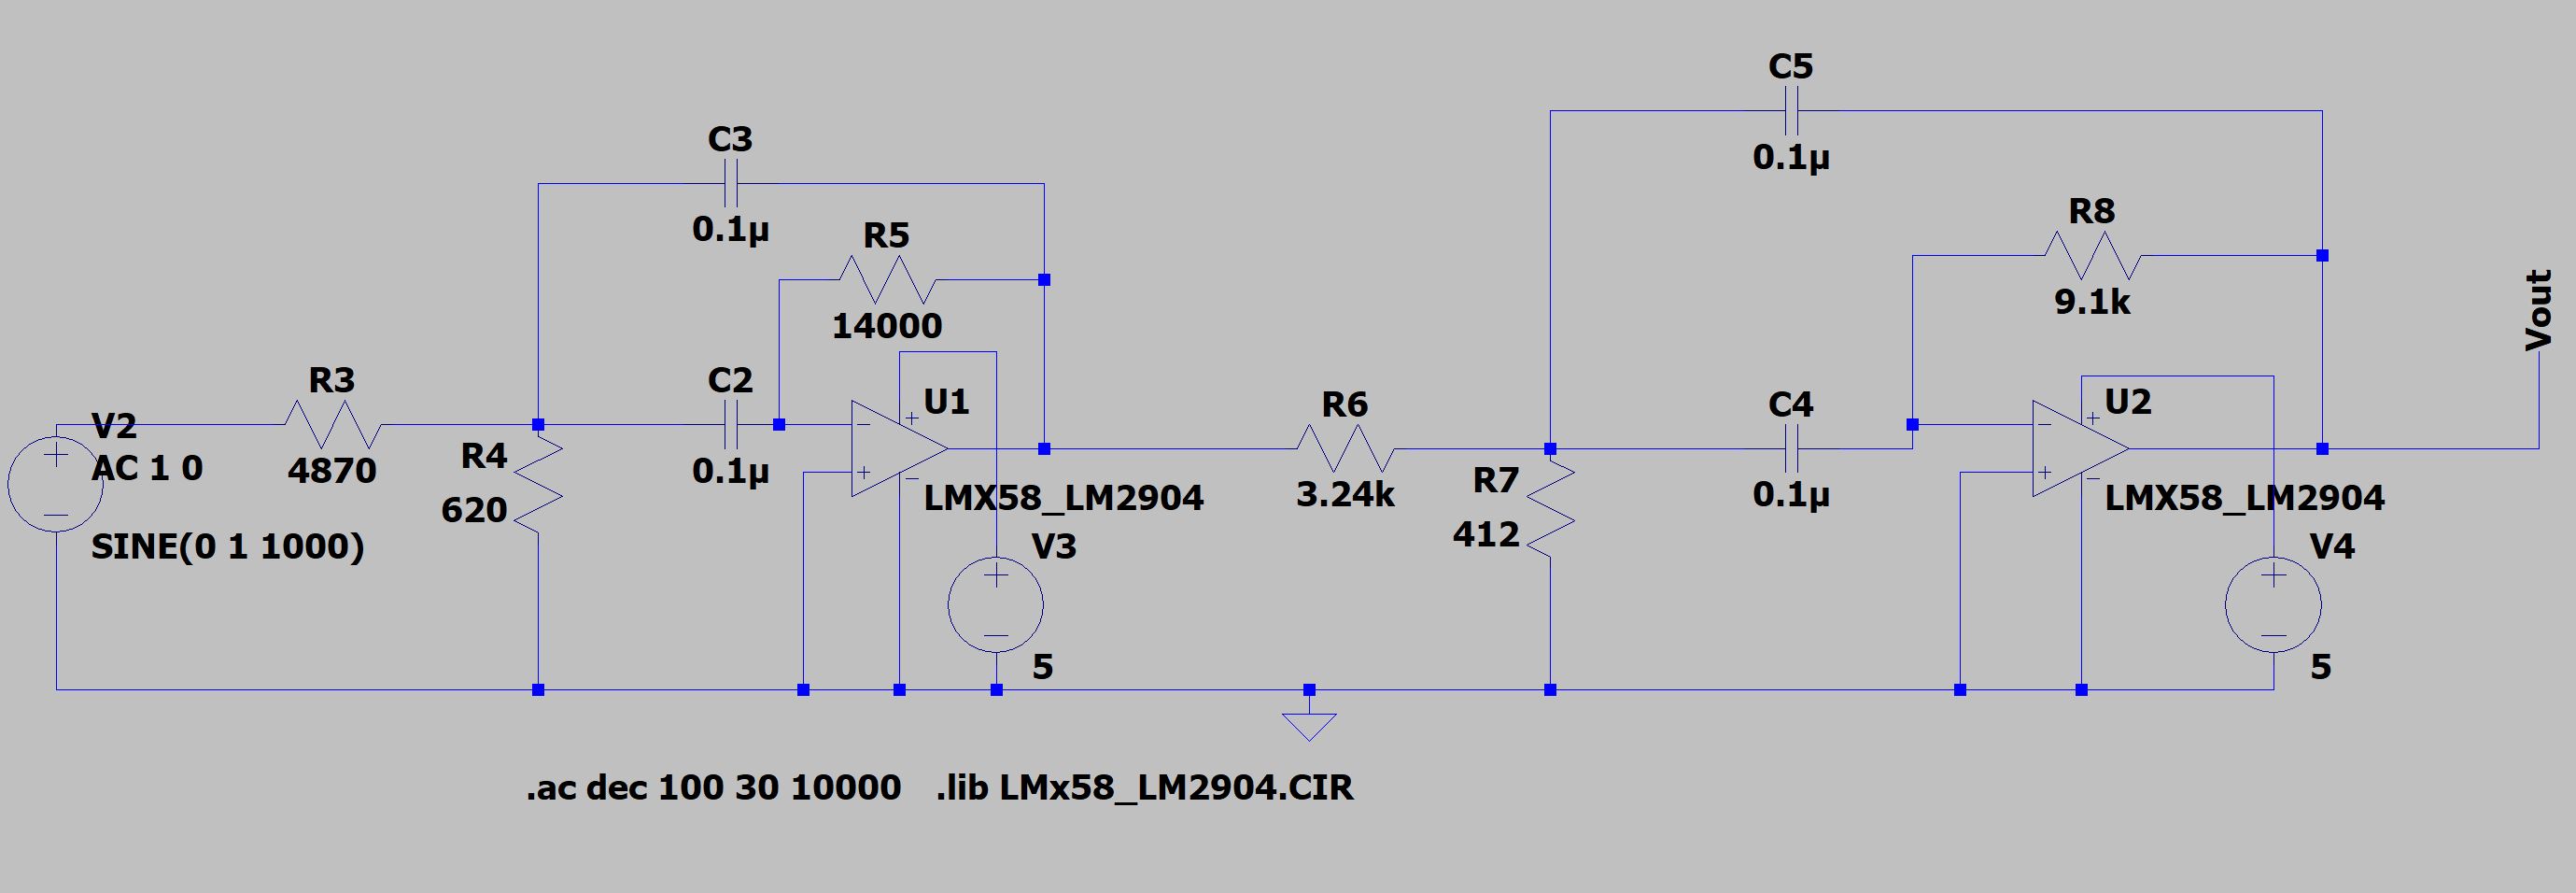 C5
0.1µ
C3
0.1µ
R8
9.1k
R5
14000
Vout
R3
4870
V2
AC 1 0
SINE(0 1 1000)
R4
620
C2
0.1µ
U1
LMX58_LM2904
R6
3.24k
R7
412
C4
0.1µ
U2
LMX58_LM2904
V3
5
V4
5
.ac dec 100 30 10000
.lib LMx58_LM2904.CIR